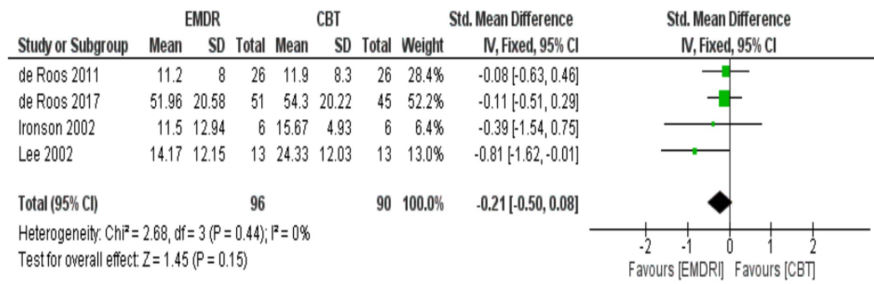 EMDR CBT Std. Mean Difference Std. Mean Difference
Study or Subgroup Mean SD Total Mean SD Total Weight IV, Fixed, 95% CI IV, Fixed, 95% CI
de Roos 2011 11.2 8 26 11.9 8.3 26 28.4% -0.08 [-0.63, 0.46]
de Roos 2017 51.96 20.58 51 54.3 20.22 45 52.2% -0.11 [-0.51, 0.29]
Ironson 2002 11.5 12.94 6 15.67 4.93 6 6.4% -0.39 [-1.54, 0.75]
Lee 2002 14.17 12.15 13 24.33 12.03 13 13.0% -0.81 [-1.62, -0.01]
Total (95% CI) 96 90 100.0% -0.21 [-0.50, 0.08]
Heterogeneity: Chi² = 2.68, df = 3 (P = 0.44); I² = 0%
Test for overall effect: Z = 1.45 (P = 0.15)
-2 -1 0 1 2
Favours [EMDRI] Favours [CBT]